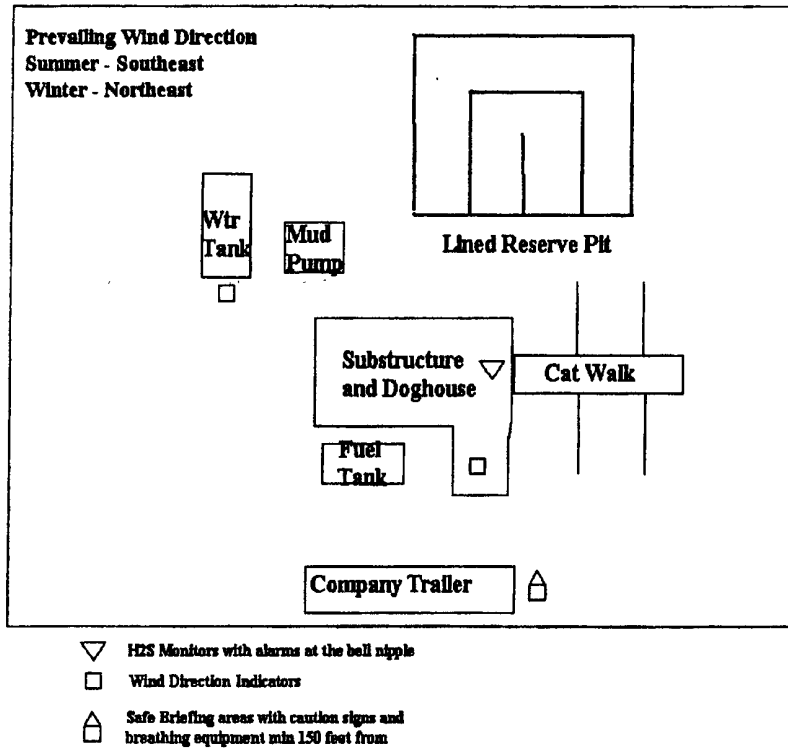 Prevailing Wind Direction
Summer - Southeast
Winter - Northeast
Wtr
Tank
Mud
Pump
Lined Reserve Pit
Substructure
and Doghouse
Cat Walk
Fuel
Tank
Company Trailer
H2S Monitors with alarms at the bell nipple
Wind Direction Indicators
Safe Briefing areas with caution signs and
breathing equipment min 150 feet from